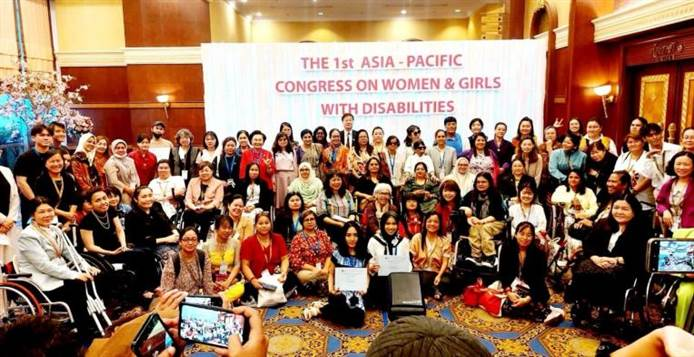 THE 1st ASIA - PACIFIC
CONGRESS ON WOMEN & GIRLS
WITH DISABILITIES